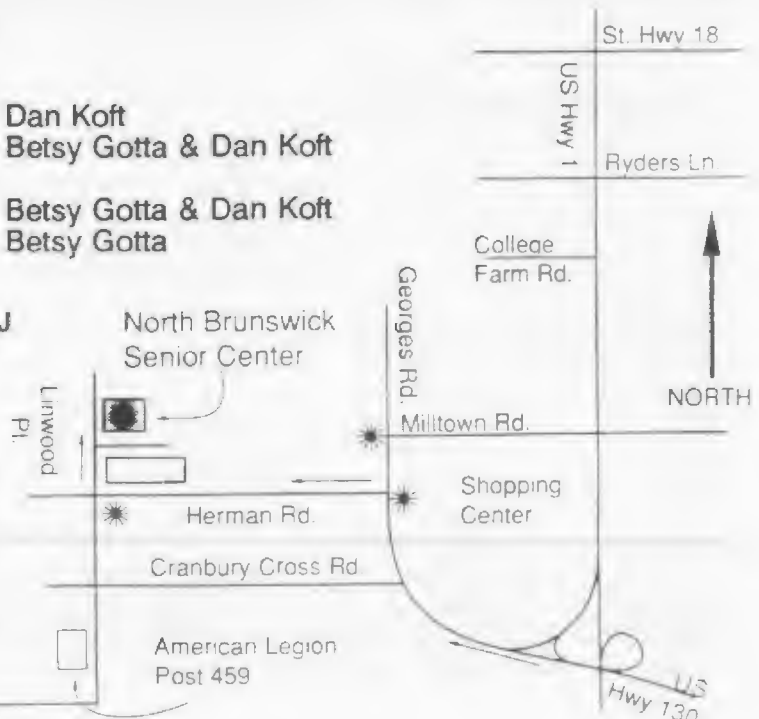 Dan Koft
Betsy Gotta & Dan Koft
Betsy Gotta & Dan Koft
Betsy Gotta
J
North Brunswick
Senior Center
Linwood
Pl.
Herman Rd.
Cranbury Cross Rd
American Legion
Post 459
Georges Rd.
Milltown Rd.
Shopping
Center
St. Hwy 18
US Hwy 1
Ryders Ln
College
Farm Rd.
NORTH
US
Hwy 130